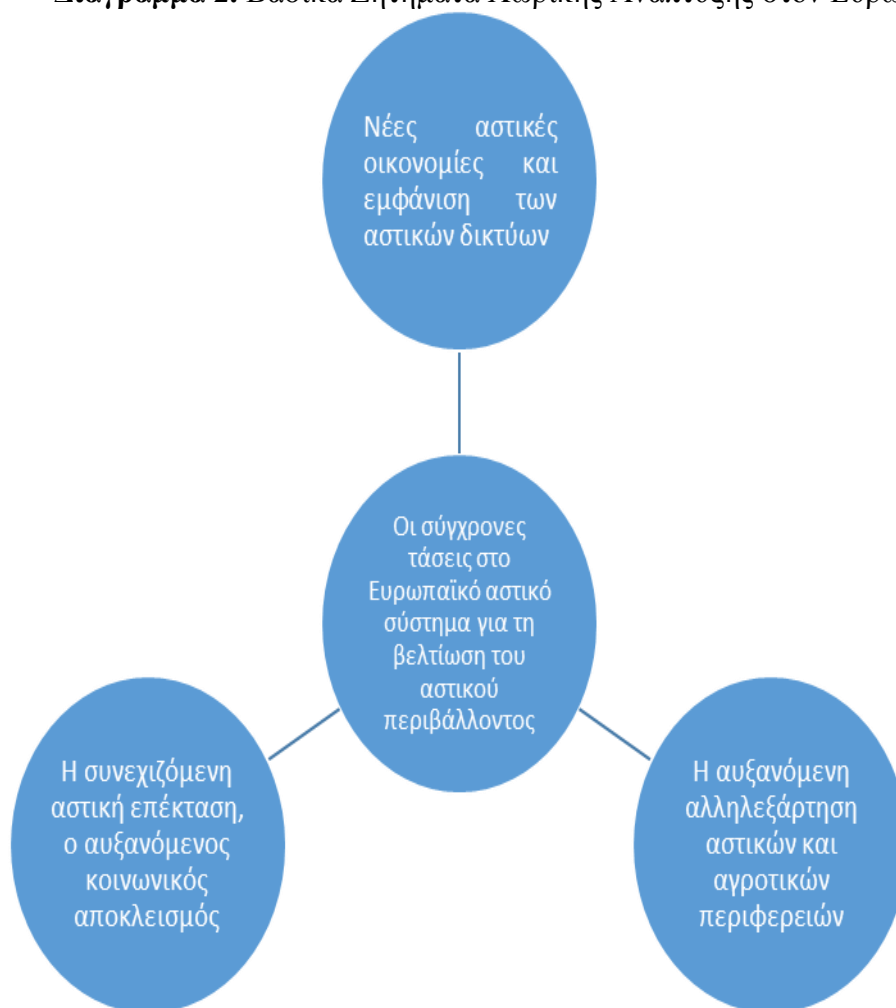 Νέες αστικές
οικονομίες και
εμφάνιση των
αστικών δικτύων
Οι σύγχρονες
τάσεις στο
Ευρωπαϊκό αστικό
σύστημα για τη
βελτίωση του
αστικού
περιβάλλοντος
Η συνεχιζόμενη
αστική επέκταση,
ο αυξανόμενος
κοινωνικός
αποκλεισμός
Η αυξανόμενη
αλληλεξάρτηση
αστικών και
αγροτικών
περιφερειών